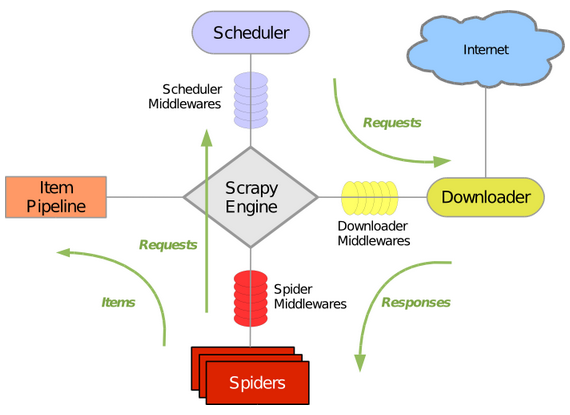 Scheduler
Internet
Scheduler
Middlewares
Requests
Item
Pipeline
Scrapy
Engine
Downloader
Downloader
Middlewares
Requests
Spider
Middlewares
Items
Responses
Spiders